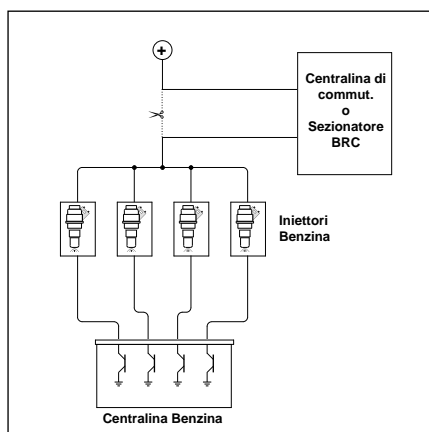 +
Centralina di
commut.
o
Sezionatore
BRC
Iniettori
Benzina
Centralina Benzina